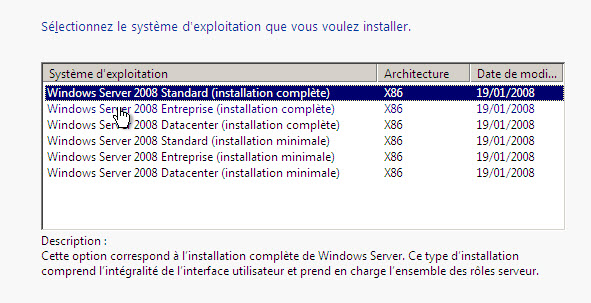 Sélectionnez le système d'exploitation que vous voulez installer.
Système d'exploitation Architecture Date de modi...
Windows Server 2008 Standard (installation complète) X86 19/01/2008
Windows Server 2008 Entreprise (installation complète) X86 19/01/2008
Windows Server 2008 Datacenter (installation complète) X86 19/01/2008
Windows Server 2008 Standard (installation minimale) X86 19/01/2008
Windows Server 2008 Entreprise (installation minimale) X86 19/01/2008
Windows Server 2008 Datacenter (installation minimale) X86 19/01/2008
Description :
Cette option correspond à l'installation complète de Windows Server. Ce type d'installation
comprend l'intégralité de l'interface utilisateur et prend en charge l'ensemble des rôles serveur.